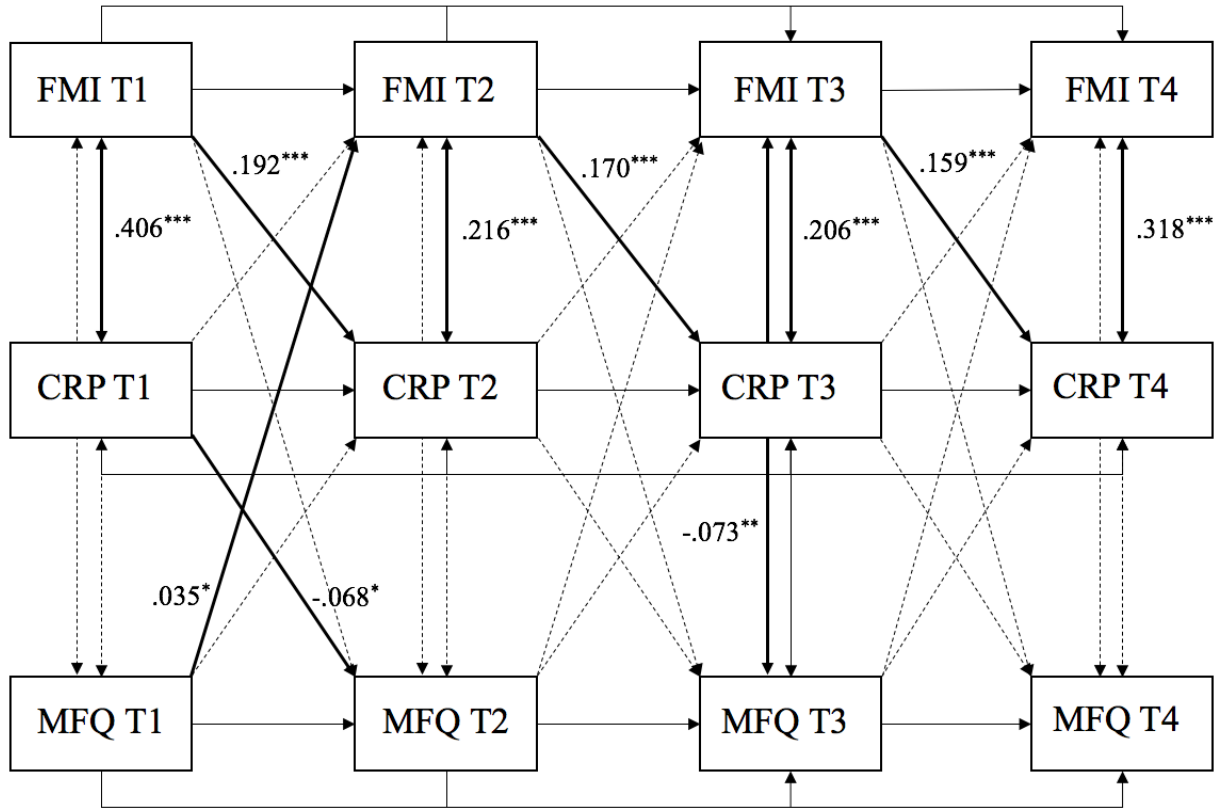 FMI T1
FMI T2
FMI T3
FMI T4
.192***
.170***
.159***
.406***
.216***
.206***
.318***
CRP T1
CRP T2
CRP T3
CRP T4
-.073**
.035*
-.068*
MFQ T1
MFQ T2
MFQ T3
MFQ T4